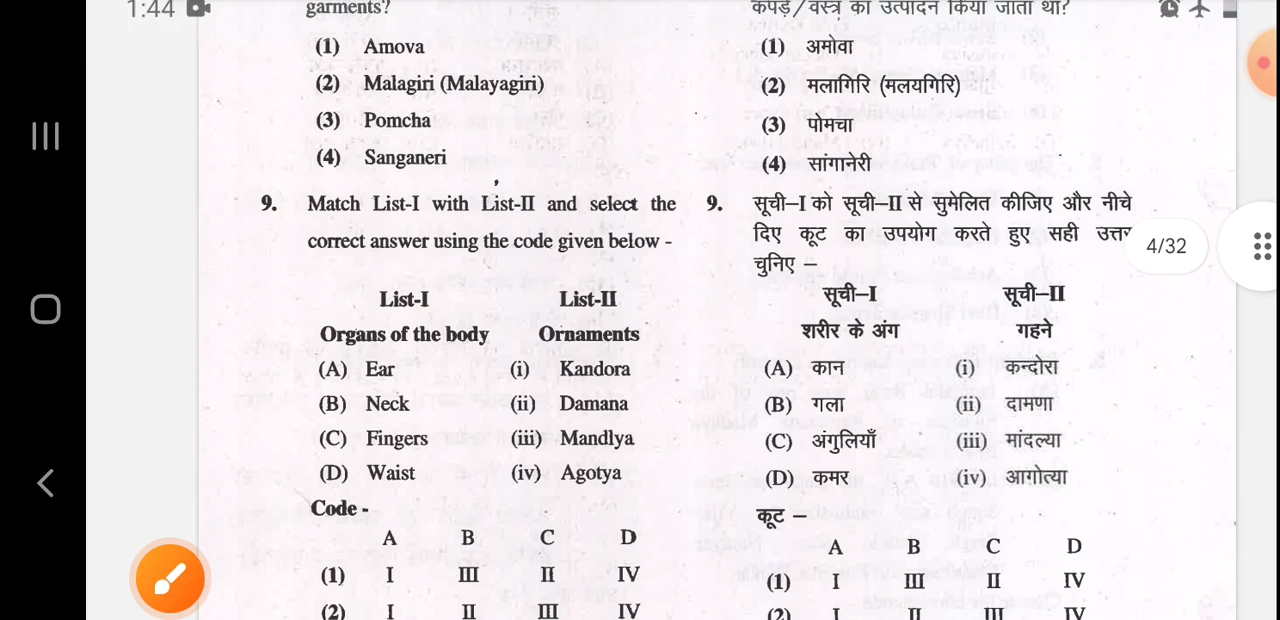 1:44
garments?
(1) Amova
(2) Malagiri (Malayagiri)
(3) Pomcha
(4) Sanganeri
9. Match List-I with List-II and select the
correct answer using the code given below -
List-I List-II
Organs of the body Ornaments
(A) Ear (i) Kandora
(B) Neck (ii) Damana
(C) Fingers (iii) Mandlya
(D) Waist (iv) Agotya
Code -
A B C D
(1) I III II IV
(2) I II III IV
कपड़े/वस्त्र का उत्पादन किया जाता था?
(1) अमोवा
(2) मलागिरि (मलयगिरि)
(3) पोमचा
(4) सांगानेरी
9. सूची–I को सूची–II से सुमेलित कीजिए और नीचे
दिए कूट का उपयोग करते हुए सही उत्तर
चुनिए –
सूची–I सूची–II
शरीर के अंग गहने
(A) कान (i) कन्दोरा
(B) गला (ii) दामणा
(C) अंगुलियाँ (iii) मांदल्या
(D) कमर (iv) आगोत्या
कूट –
A B C D
(1) I III II IV
(2) I II III IV
4/32